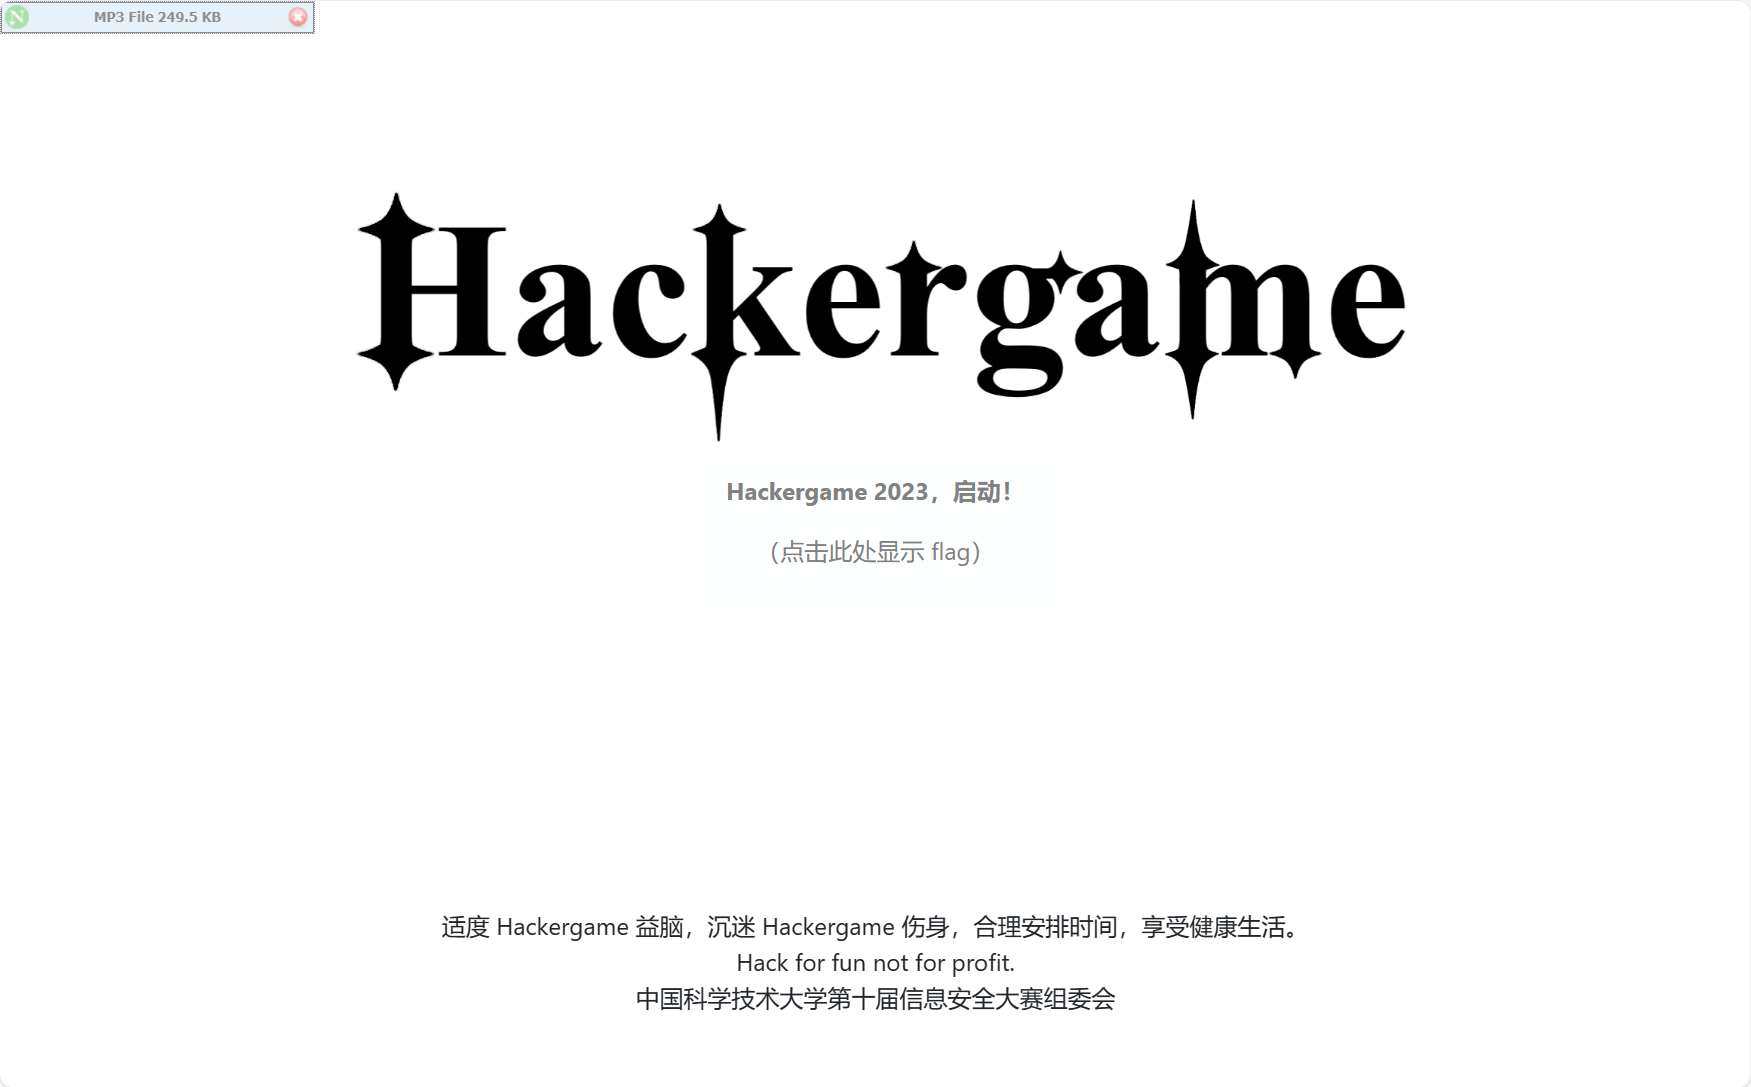 MP3 File 249.5 KB
Hackergame
Hackergame 2023，启动！
（点击此处显示 flag）
适度 Hackergame 益脑，沉迷 Hackergame 伤身，合理安排时间，享受健康生活。
Hack for fun not for profit.
中国科学技术大学第十届信息安全大赛组委会